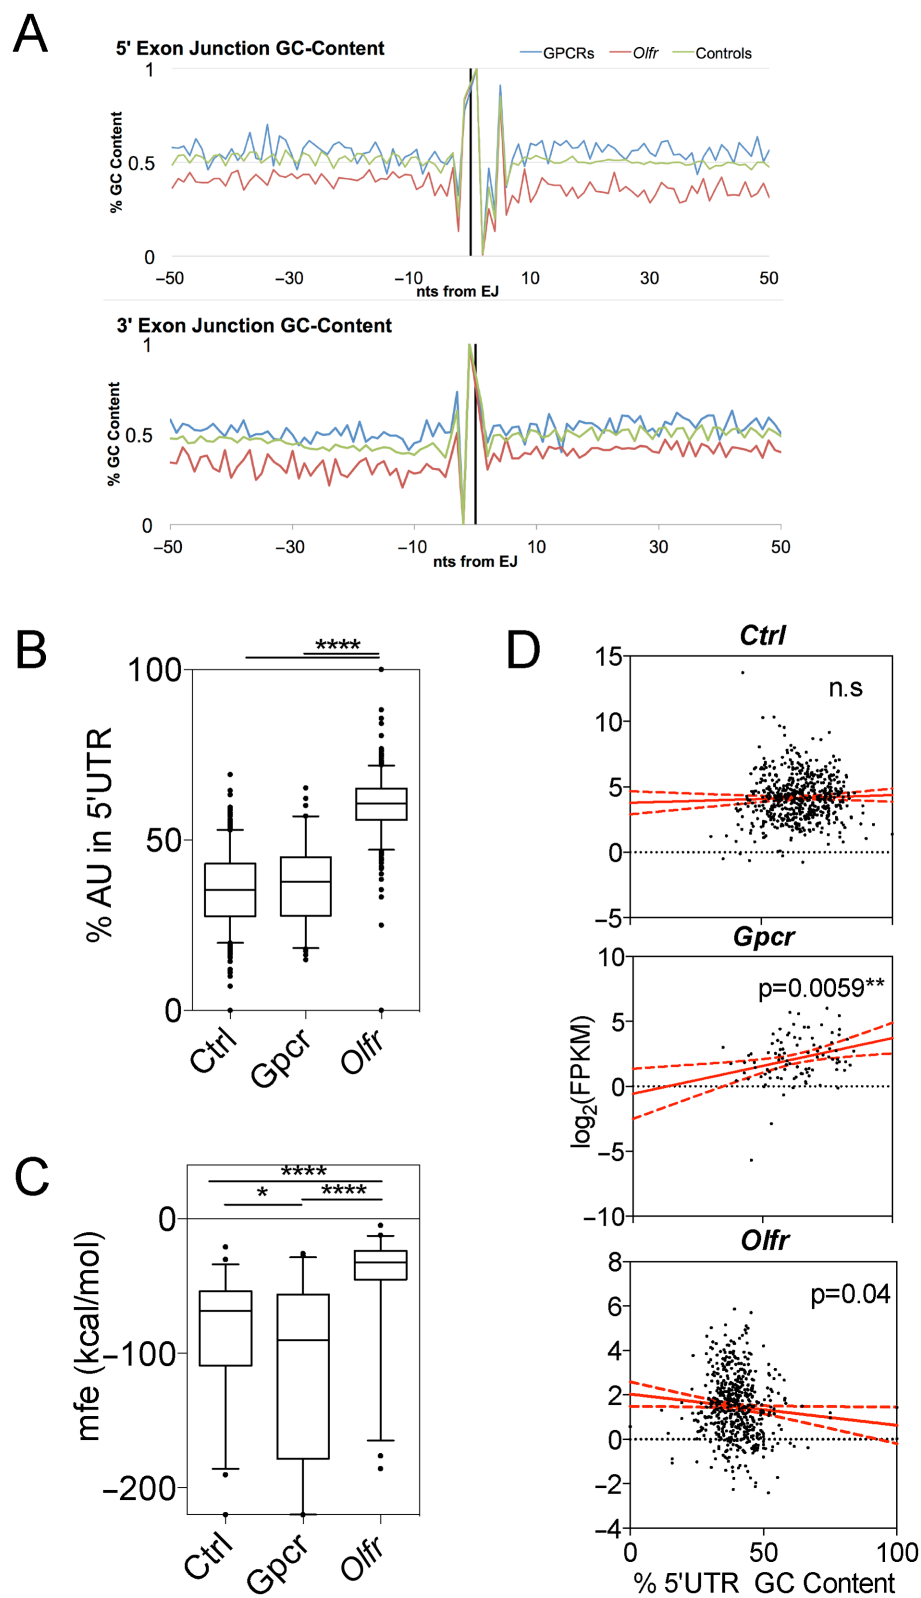 A
5' Exon Junction GC-Content
GPCRs Olfr Controls
1
% GC Content
0.5
0
−50 −30 −10 10 30 50
nts from EJ
3' Exon Junction GC-Content
1
% GC Content
0.5
0
−50 −30 −10 10 30 50
nts from EJ
B
****
100
% AU in 5'UTR
50
0
Ctrl Gpcr Olfr
C
****
* ****
0
mfe (kcal/mol)
−100
−200
Ctrl Gpcr Olfr
D
Ctrl
15
n.s
10
5
0
−5
Gpcr
10
p=0.0059**
5
log2(FPKM)
0
−5
−10
Olfr
8
p=0.04
6
4
2
0
−2
−4
0 50 100
% 5'UTR GC Content